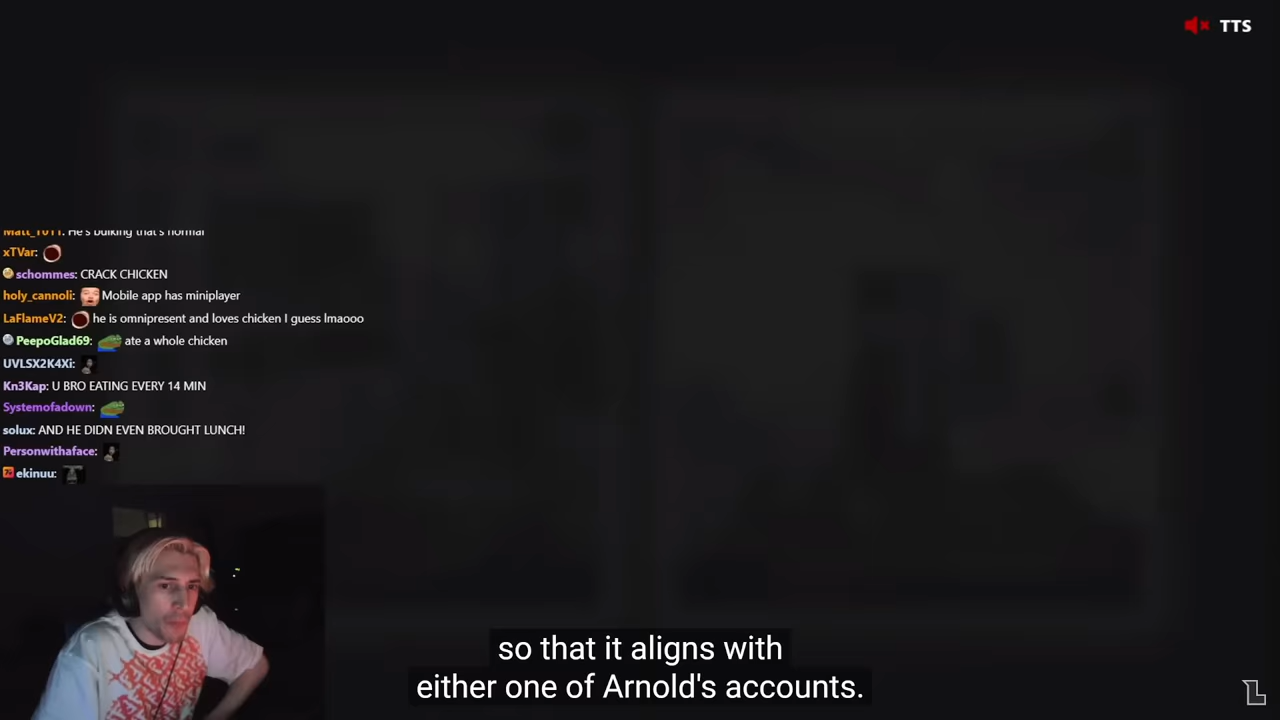 TTS
Matt_1011: He's bulking that's normal
xTVar:
schommes: CRACK CHICKEN
holy_cannoli: Mobile app has miniplayer
LaFlameV2: he is omnipresent and loves chicken I guess lmaooo
PeepoGlad69: ate a whole chicken
UVLSX2K4Xi:
Kn3Kap: U BRO EATING EVERY 14 MIN
Systemofadown:
solux: AND HE DIDN EVEN BROUGHT LUNCH!
Personwithaface:
ekinuu:
so that it aligns with
either one of Arnold's accounts.